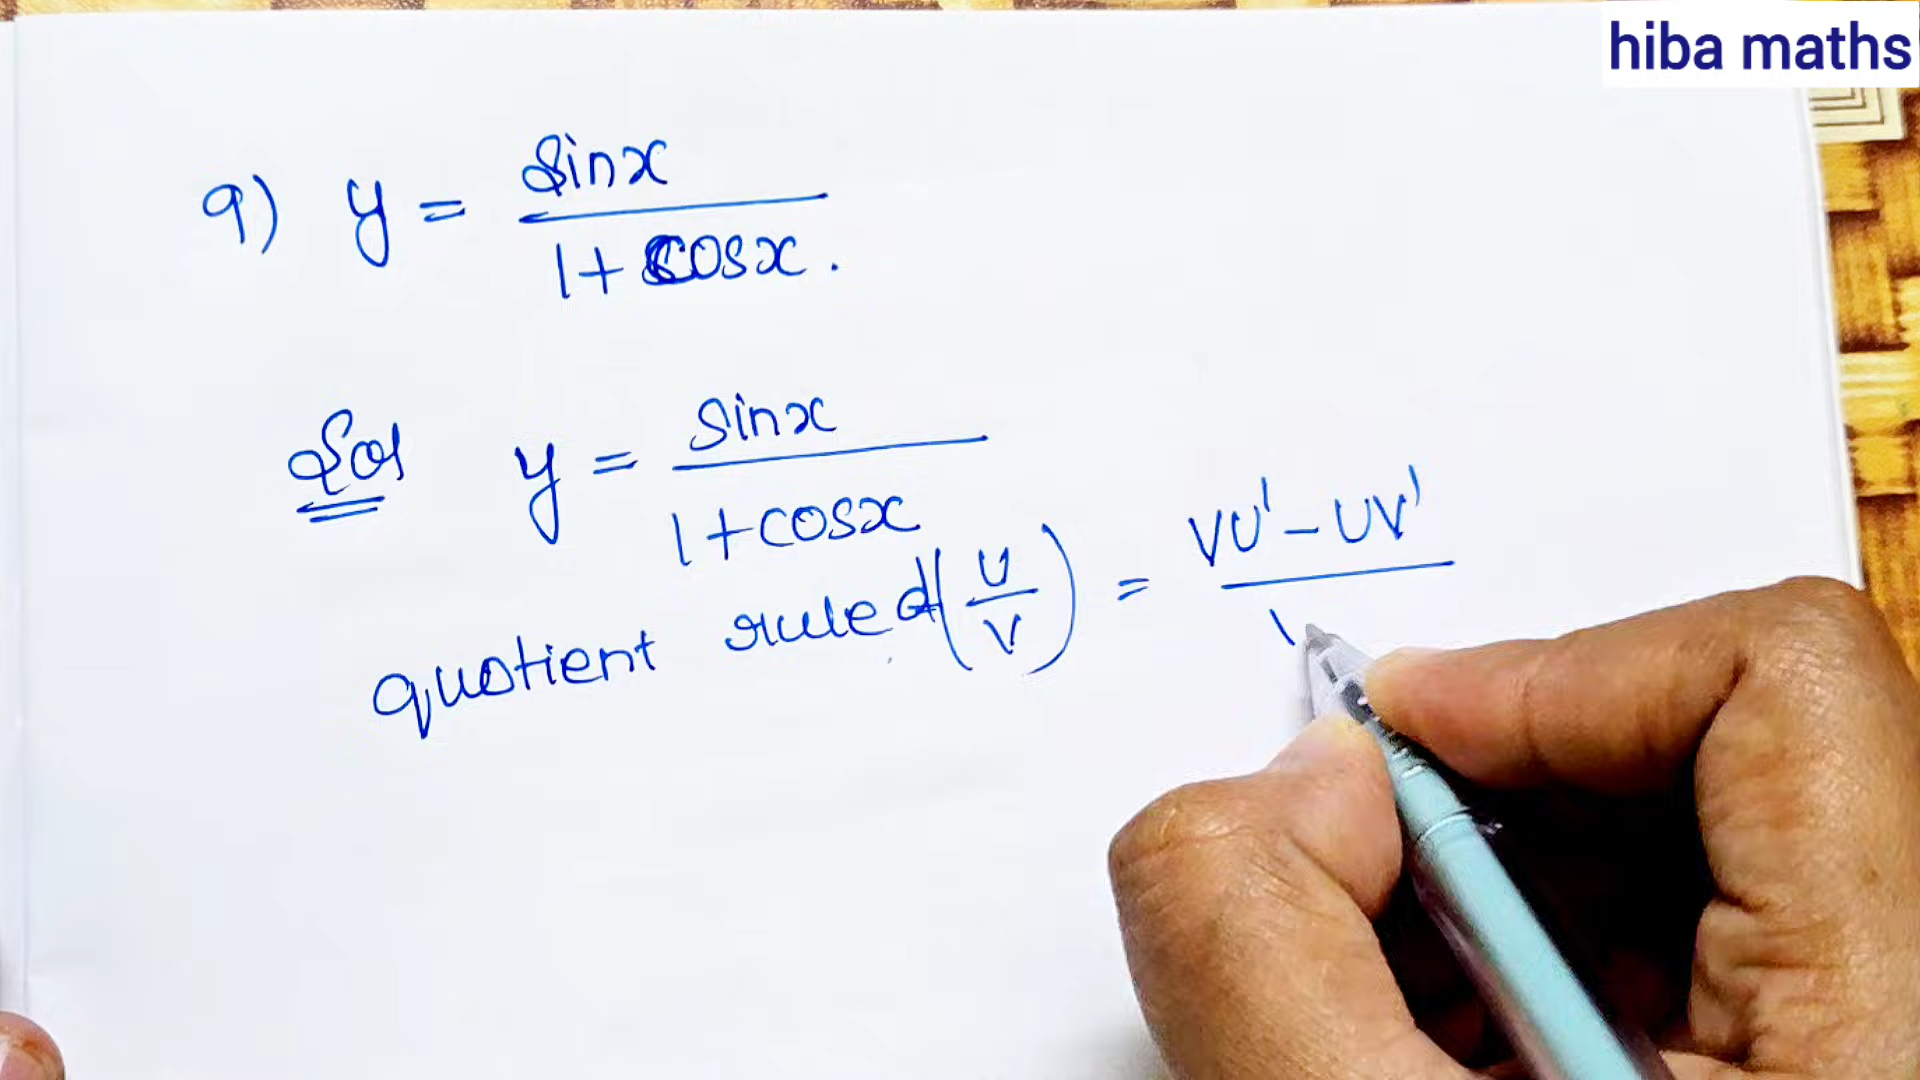 hiba maths
9) y = sinx / 1 + cosx.
Sol y = sinx / 1 + cosx
quotient rule d(U/V) = VU' - UV' /